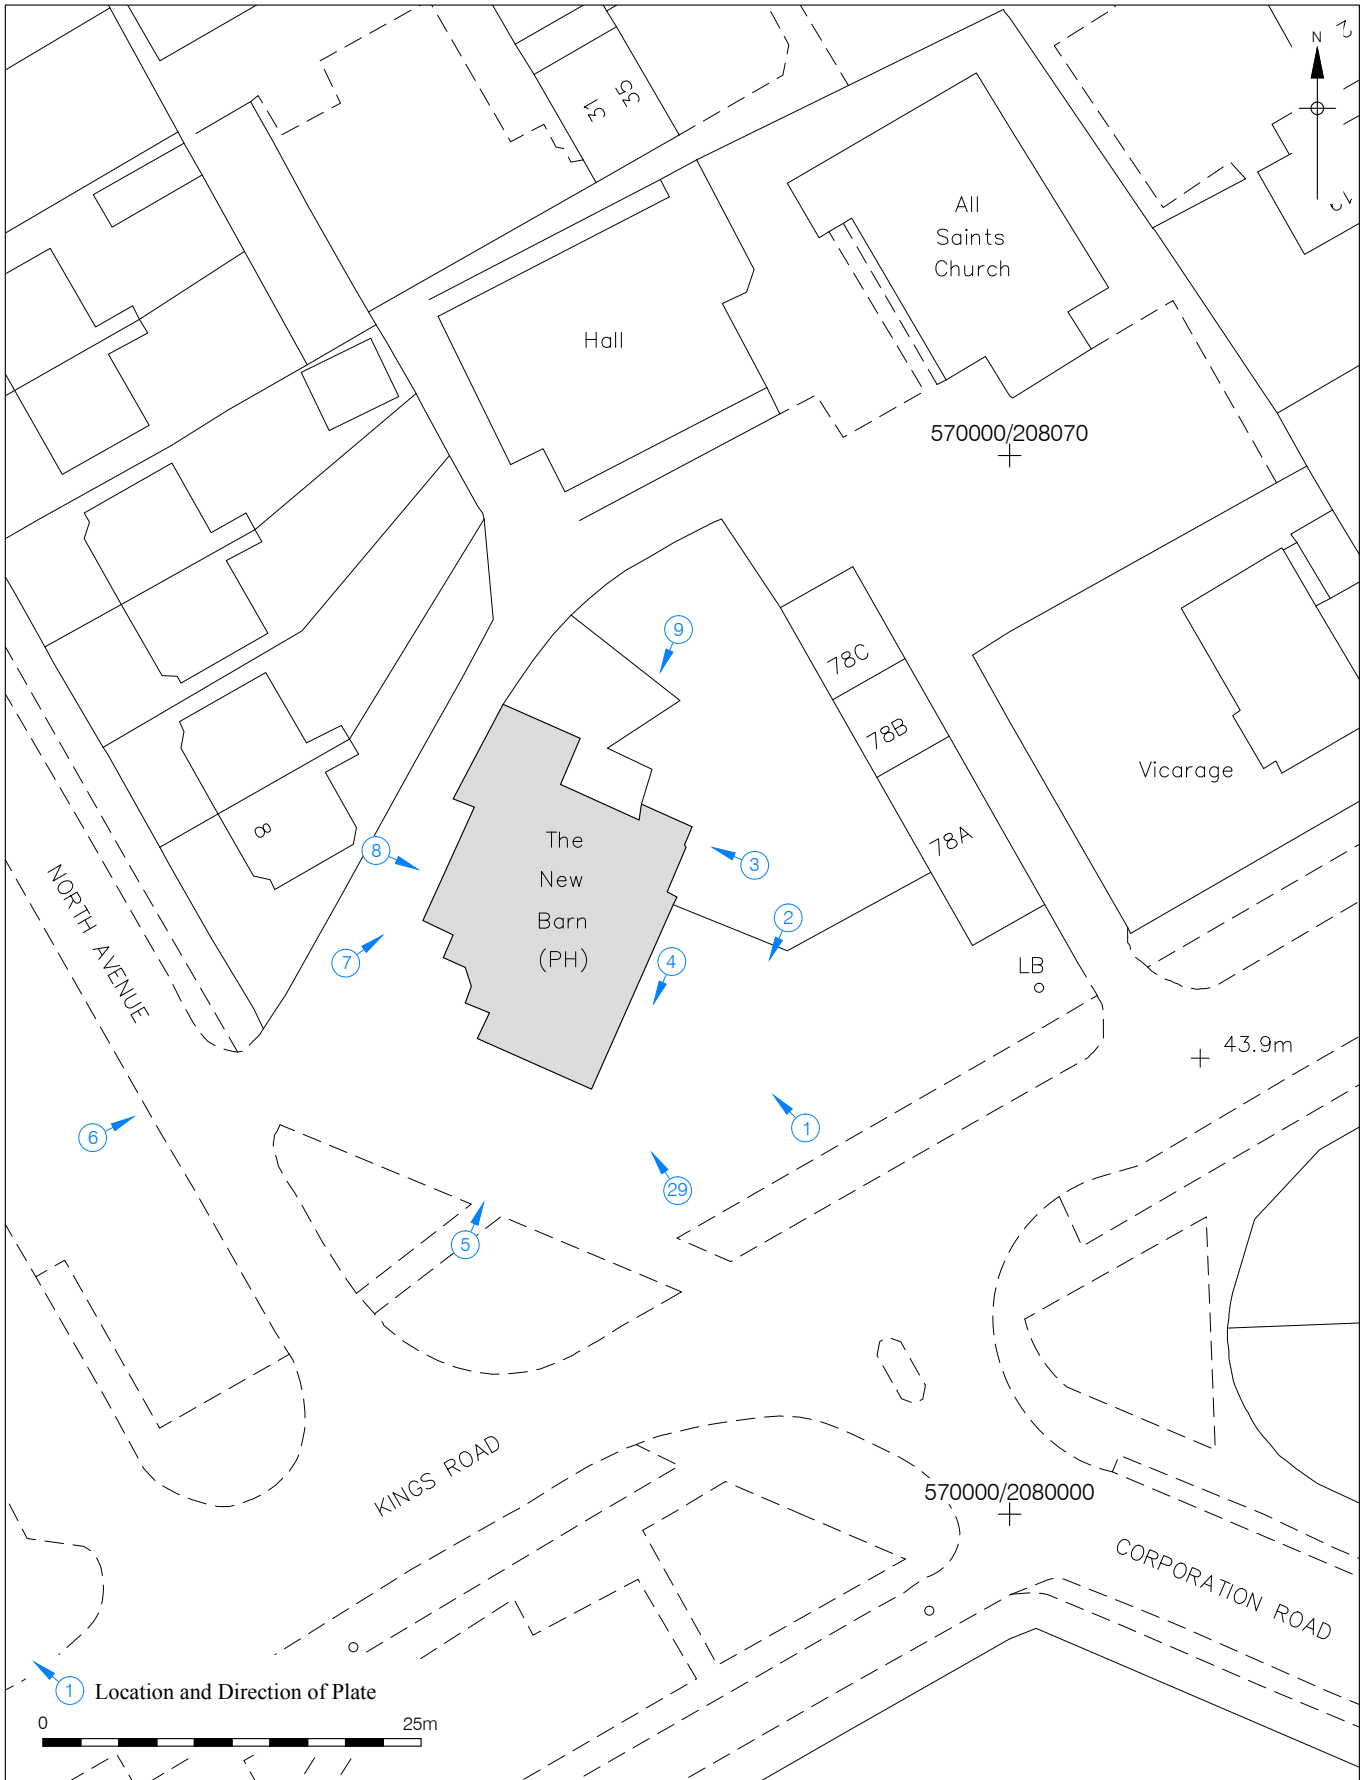 N
31
35
All
Saints
Church
Hall
570000/208070
9
78C
78B
78A
Vicarage
8
The
New
Barn
(PH)
8
3
2
7
4
NORTH AVENUE
LB
43.9m
6
1
29
5
KINGS ROAD
570000/2080000
CORPORATION ROAD
1 Location and Direction of Plate
0 25m